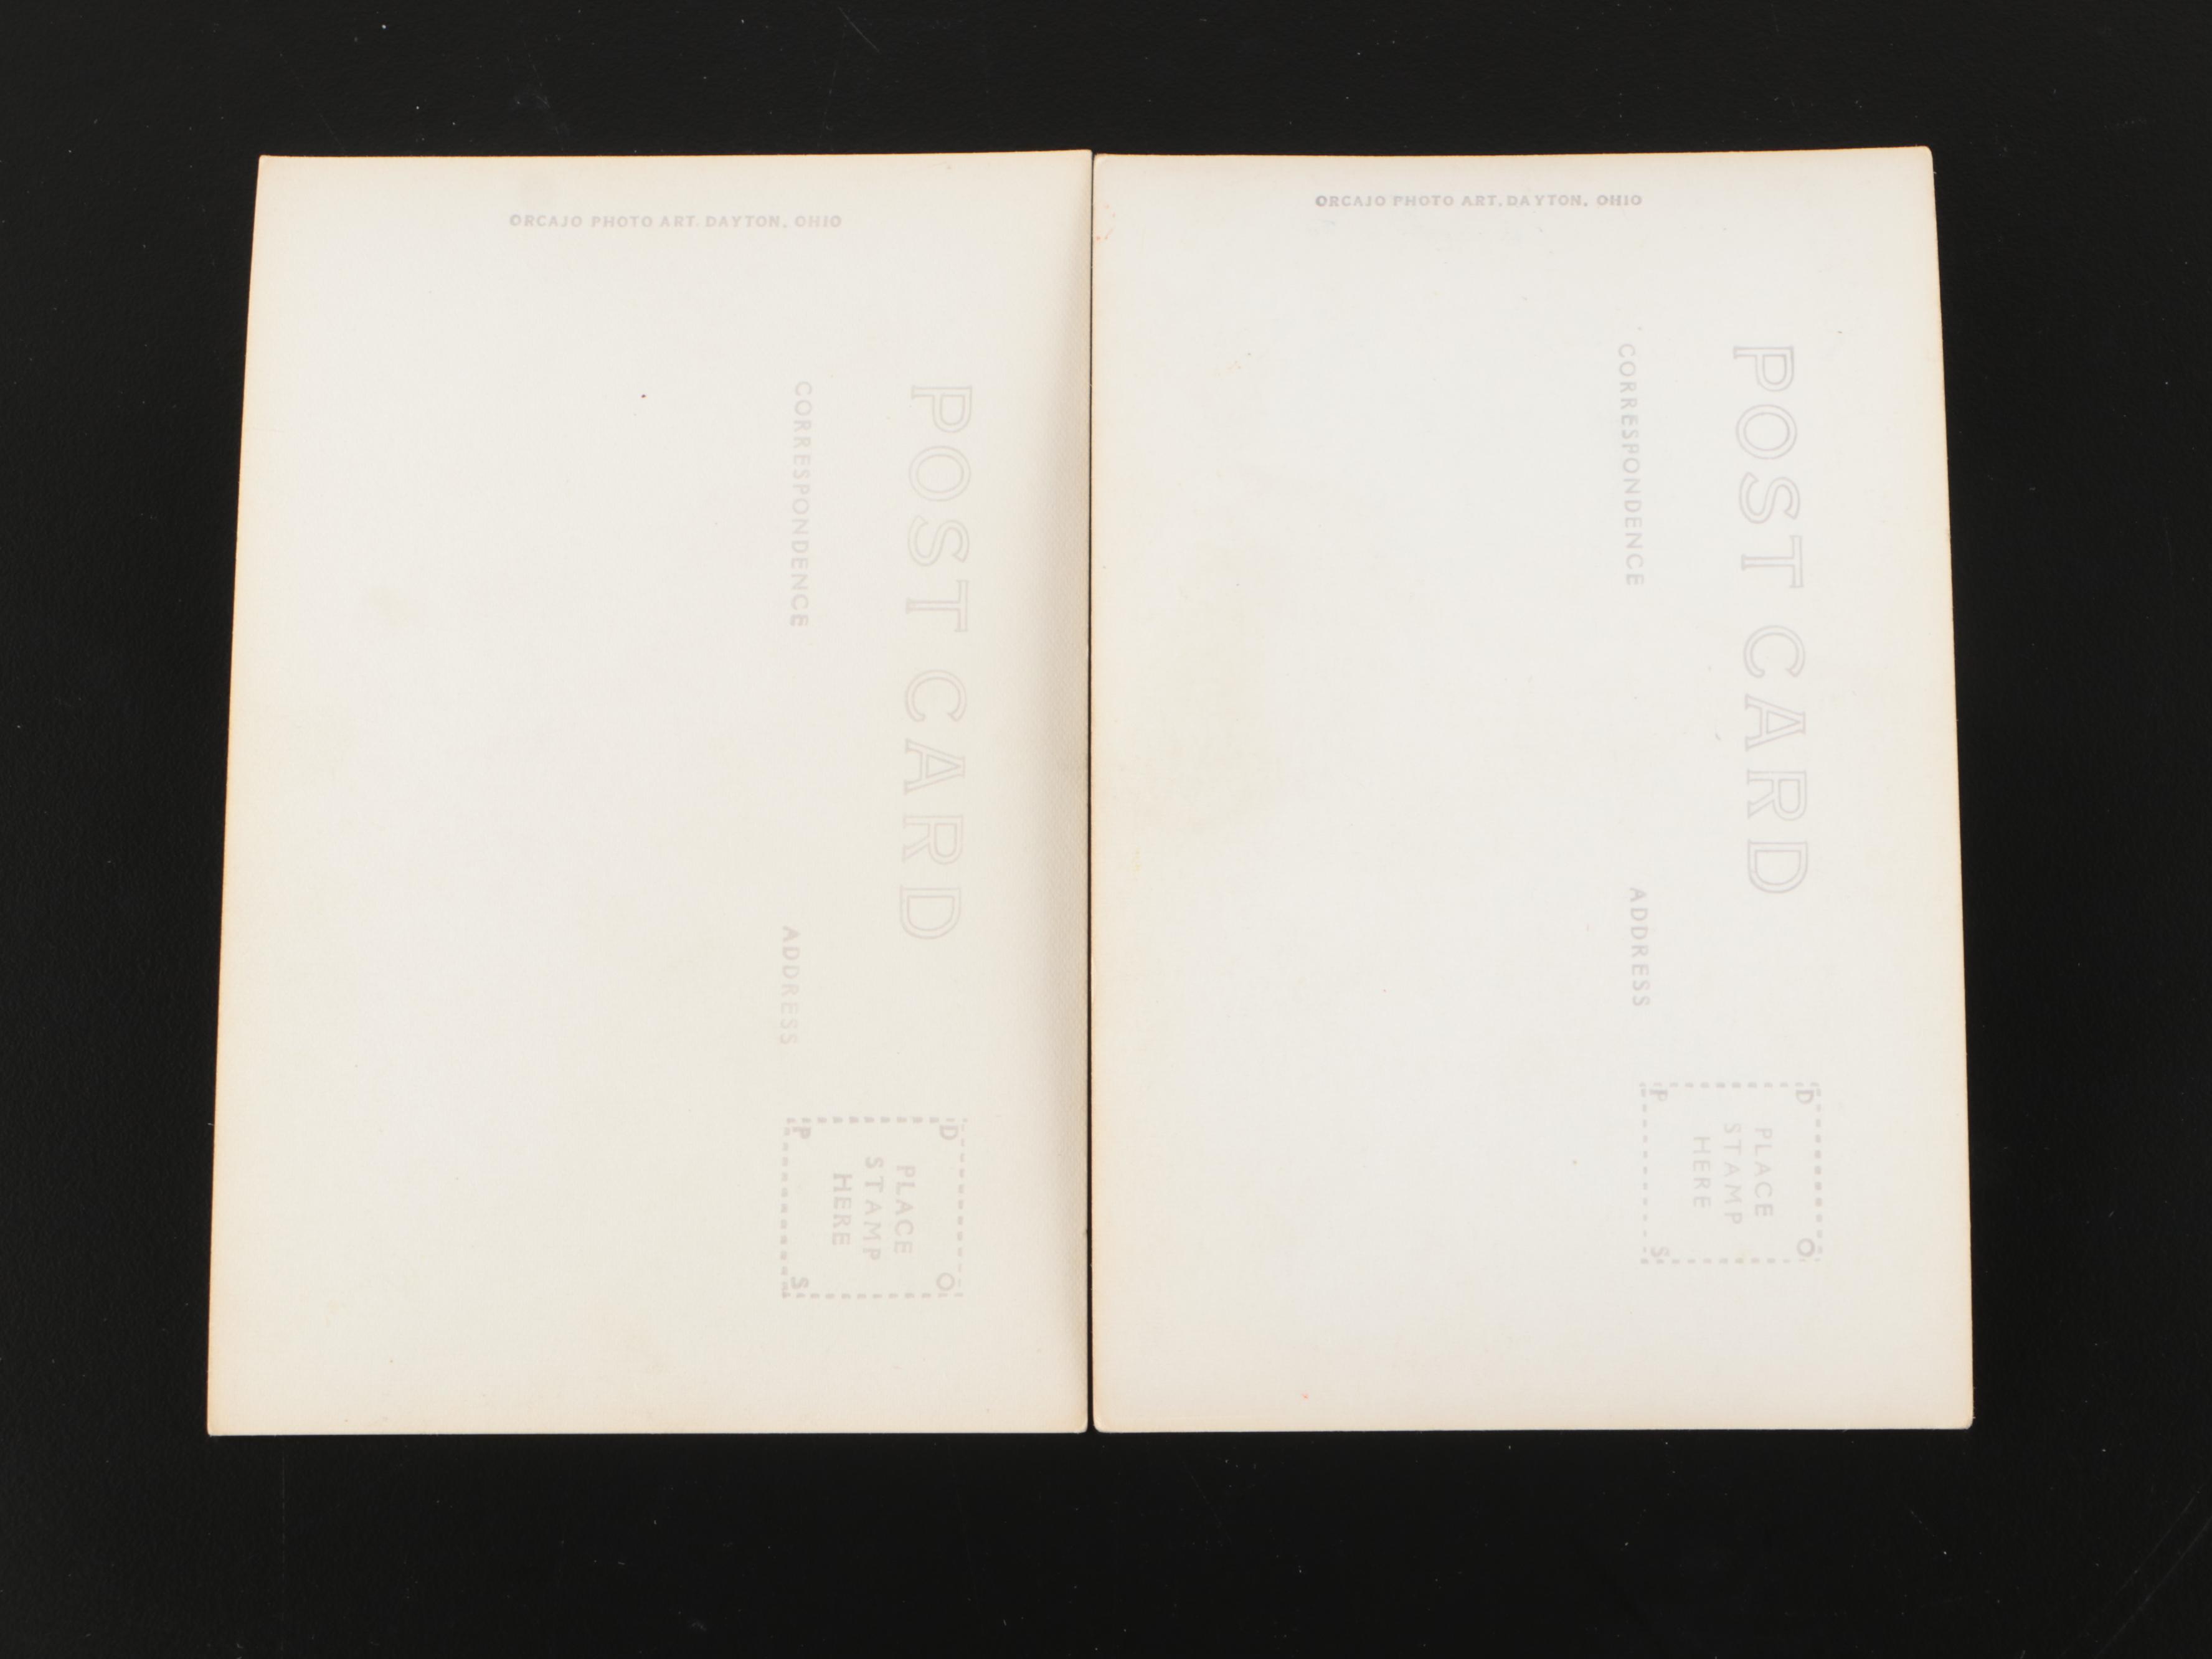 ORCAJO PHOTO ART. DAYTON, OHIO
POST CARD
CORRESPONDENCE
ADDRESS
D O
PLACE
STAMP
HERE
P S
ORCAJO PHOTO ART. DAYTON, OHIO
POST CARD
CORRESPONDENCE
ADDRESS
D O
PLACE
STAMP
HERE
P S